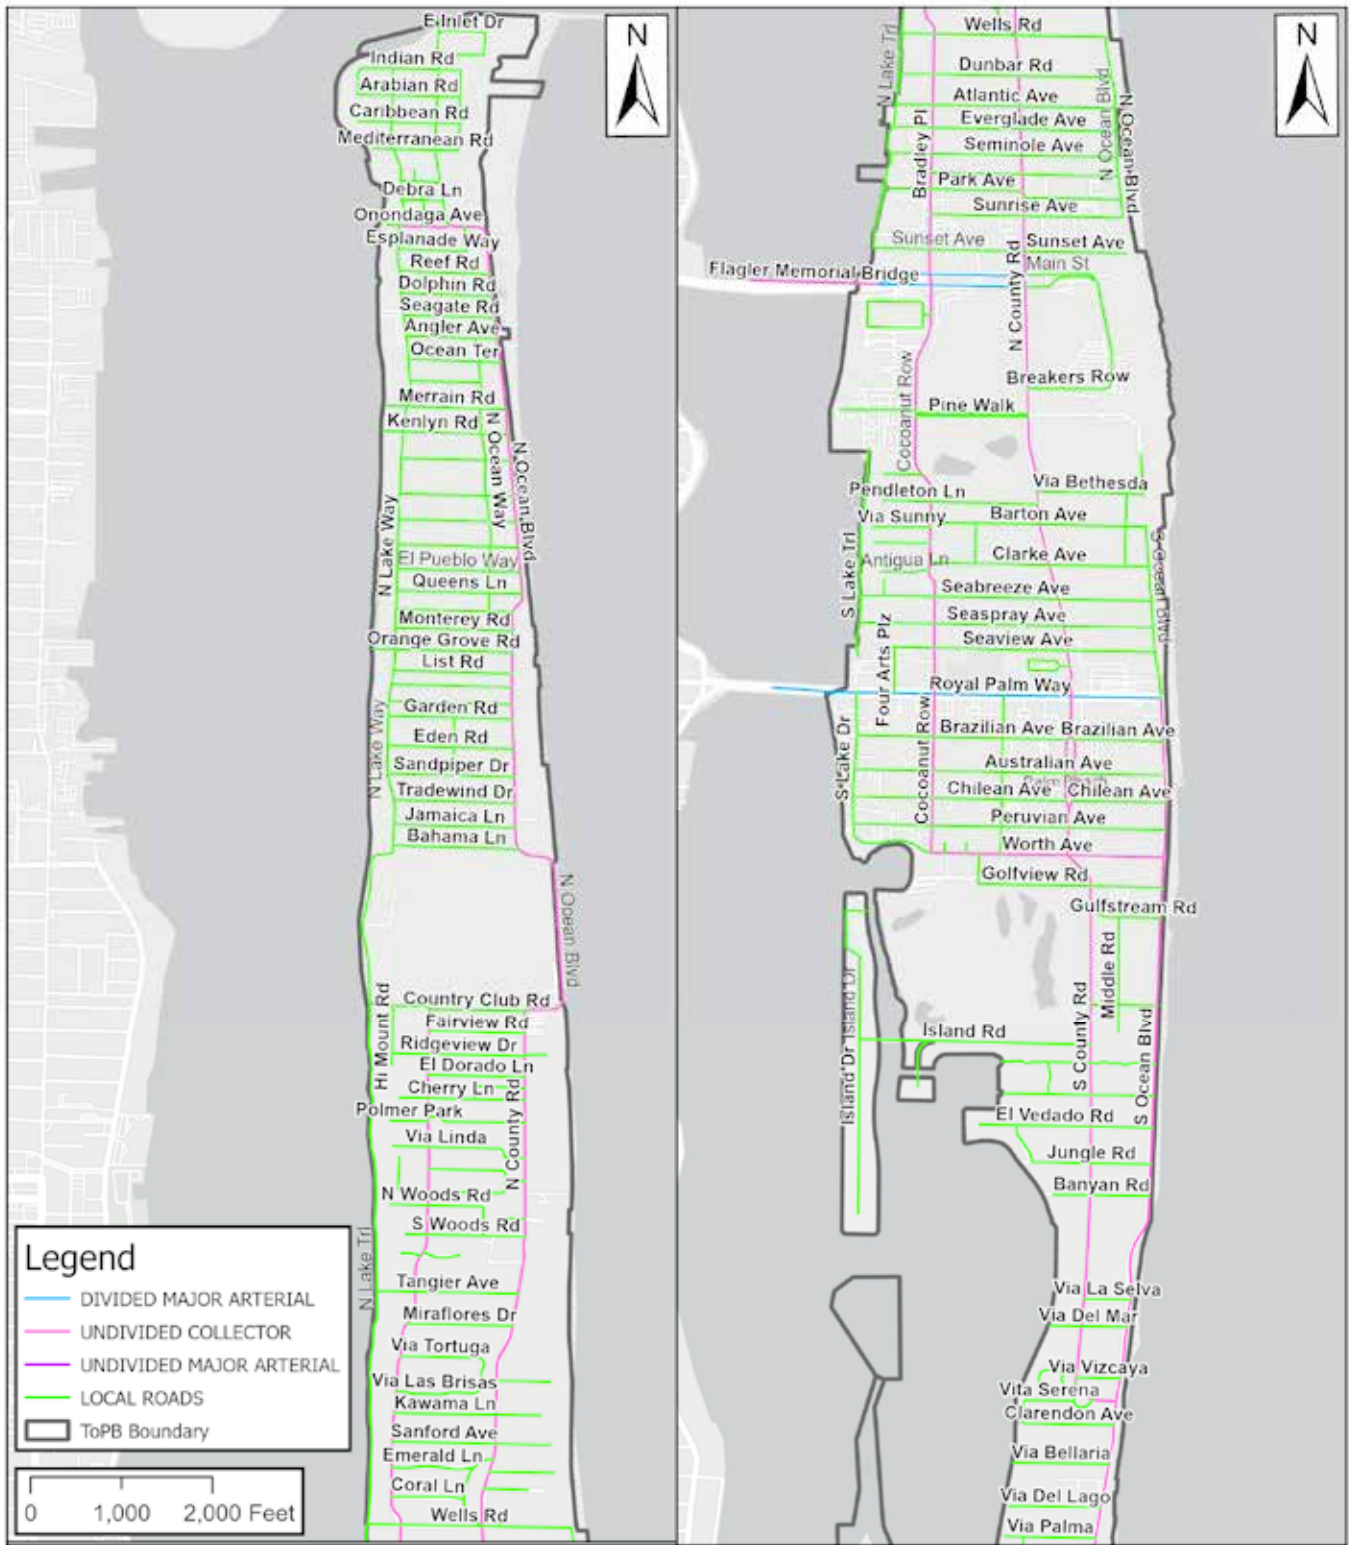 E Inlet Dr
N
Indian Rd
Arabian Rd
Caribbean Rd
Mediterranean Rd
Debra Ln
Onondaga Ave
Esplanade Way
Reef Rd
Dolphin Rd
Seagate Rd
Angler Ave
Ocean Ter
Merrain Rd
Kenlyn Rd
N Ocean Way
N Ocean Blvd
N Lake Way
El Pueblo Way
Queens Ln
Monterey Rd
Orange Grove Rd
List Rd
N Lake Way
Garden Rd
Eden Rd
Sandpiper Dr
Tradewind Dr
Jamaica Ln
Bahama Ln
N Ocean Blvd
Hi Mount Rd
Country Club Rd
Fairview Rd
Ridgeview Dr
El Dorado Ln
Cherry Ln
N County Rd
Polmer Park
Via Linda
N Woods Rd
S Woods Rd
N Lake Trl
Tangier Ave
Miraflores Dr
Via Tortuga
Via Las Brisas
Kawama Ln
Sanford Ave
Emerald Ln
Coral Ln
Wells Rd
Legend
DIVIDED MAJOR ARTERIAL
UNDIVIDED COLLECTOR
UNDIVIDED MAJOR ARTERIAL
LOCAL ROADS
ToPB Boundary
0 1,000 2,000 Feet
N
N Lake Trl
Wells Rd
Dunbar Rd
Atlantic Ave
Everglade Ave
Seminole Ave
N Ocean Blvd
N Ocean Blvd
Bradley Pl
Park Ave
Sunrise Ave
Sunset Ave
Sunset Ave
Main St
Flagler Memorial Bridge
N County Rd
Breakers Row
Cocoanut Row
Pine Walk
Via Bethesda
Pendleton Ln
Via Sunny
Barton Ave
Antigua Ln
Clarke Ave
S Lake Trl
Seabreeze Ave
S Ocean Blvd
Seaspray Ave
Seaview Ave
Four Arts Plz
Royal Palm Way
S Lake Dr
Cocoanut Row
Brazilian Ave
Brazilian Ave
Australian Ave
Palm Beach
Chilean Ave
Chilean Ave
Peruvian Ave
Worth Ave
Golfview Rd
Gulfstream Rd
Middle Rd
Island Dr
Island Dr
Island Rd
S County Rd
S Ocean Blvd
El Vedado Rd
Jungle Rd
Banyan Rd
Via La Selva
Via Del Mar
Via Vizcaya
Vita Serena
Clarendon Ave
Via Bellaria
Via Del Lago
Via Palma